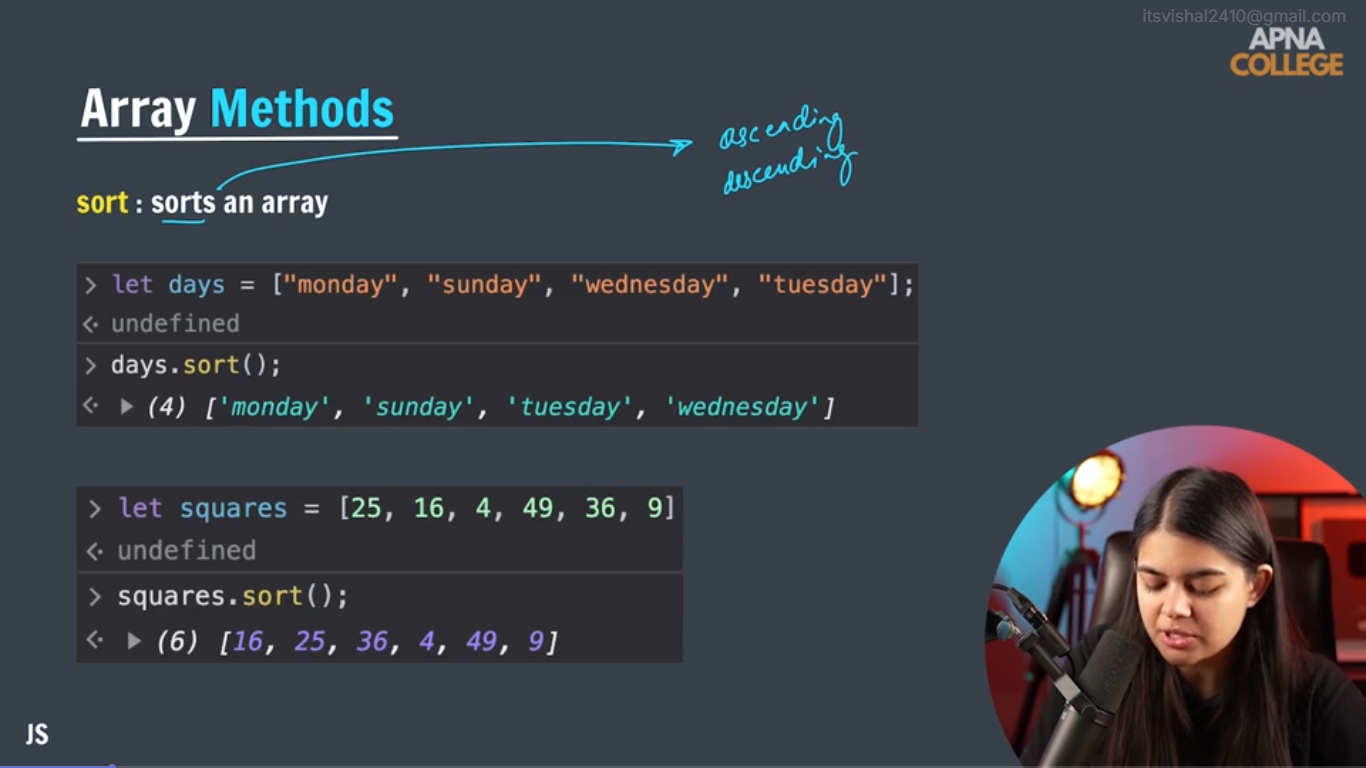 itsvishal2410@gmail.com
APNA
COLLEGE
Array Methods
ascending
descending
sort : sorts an array
> let days = ["monday", "sunday", "wednesday", "tuesday"];
<· undefined
> days.sort();
<· ▶ (4) ['monday', 'sunday', 'tuesday', 'wednesday']
> let squares = [25, 16, 4, 49, 36, 9]
<· undefined
> squares.sort();
<· ▶ (6) [16, 25, 36, 4, 49, 9]
JS